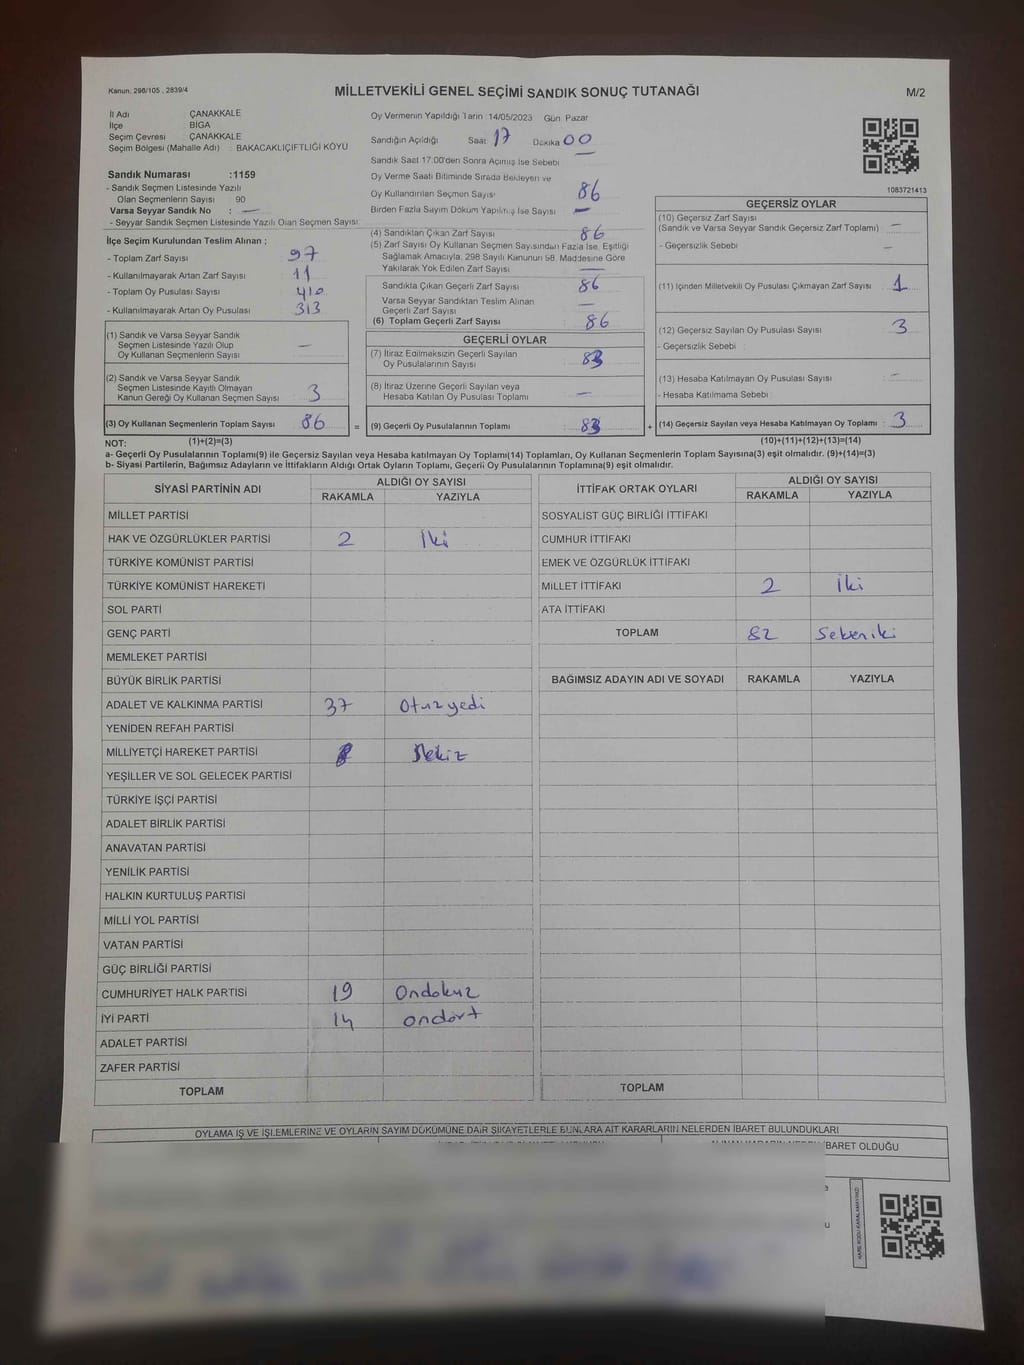 Kanun. 298/105 , 2839/4
MİLLETVEKİLİ GENEL SEÇİMİ SANDIK SONUÇ TUTANAĞI
M/2
İl Adı ÇANAKKALE
İlçe BİGA
Seçim Çevresi ÇANAKKALE
Seçim Bölgesi (Mahalle Adı) : BAKACAKLIÇİFTLİĞİ KÖYÜ
Sandık Numarası :1159
- Sandık Seçmen Listesinde Yazılı
Olan Seçmenlerin Sayısı 90
Varsa Seyyar Sandık No : —
- Seyyar Sandık Seçmen Listesinde Yazılı Olan Seçmen Sayısı:
İlçe Seçim Kurulundan Teslim Alınan ;
- Toplam Zarf Sayısı 97
- Kullanılmayarak Artan Zarf Sayısı 11
- Toplam Oy Pusulası Sayısı 410
- Kullanılmayarak Artan Oy Pusulası 313
(1) Sandık ve Varsa Seyyar Sandık
Seçmen Listesinde Yazılı Olup
Oy Kullanan Seçmenlerin Sayısı —
(2) Sandık ve Varsa Seyyar Sandık
Seçmen Listesinde Kayıtlı Olmayan
Kanun Gereği Oy Kullanan Seçmen Sayısı 3
(3) Oy Kullanan Seçmenlerin Toplam Sayısı 86 =
Oy Vermenin Yapıldığı Tarih 14/05/2023 Gün: Pazar
Sandığın Açıldığı Saat 17 Dakika 00
Sandık Saat 17:00'den Sonra Açılmış İse Sebebi —
Oy Verme Saati Bitiminde Sırada Bekleyen ve
Oy Kullandırılan Seçmen Sayısı 86
Birden Fazla Sayım Döküm Yapılmış İse Sayısı —
(4) Sandıktan Çıkan Zarf Sayısı 86
(5) Zarf Sayısı Oy Kullanan Seçmen Sayısından Fazla İse, Eşitliği
Sağlamak Amacıyla, 298 Sayılı Kanunun 98. Maddesine Göre
Yakılarak Yok Edilen Zarf Sayısı —
Sandıkla Çıkan Geçerli Zarf Sayısı 86
Varsa Seyyar Sandıktan Teslim Alınan
Geçerli Zarf Sayısı —
(6) Toplam Geçerli Zarf Sayısı 86
GEÇERLİ OYLAR
(7) İtiraz Edilmeksizin Geçerli Sayılan
Oy Pusulalarının Sayısı 83
(8) İtiraz Üzerine Geçerli Sayılan veya
Hesaba Katılan Oy Pusulası Toplamı —
(9) Geçerli Oy Pusulalarının Toplamı 83 +
1083721413
GEÇERSİZ OYLAR
(10) Geçersiz Zarf Sayısı
(Sandık ve Varsa Seyyar Sandık Geçersiz Zarf Toplamı) —
- Geçersizlik Sebebi —
(11) İçinden Milletvekili Oy Pusulası Çıkmayan Zarf Sayısı 1
(12) Geçersiz Sayılan Oy Pusulası Sayısı 3
- Geçersizlik Sebebi :
(13) Hesaba Katılmayan Oy Pusulası Sayısı —
- Hesaba Katılmama Sebebi
(14) Geçersiz Sayılan veya Hesaba Katılmayan Oy Toplamı 3
NOT: (1)+(2)=(3) (10)+(11)+(12)+(13)=(14)
a- Geçerli Oy Pusulalarının Toplamı(9) ile Geçersiz Sayılan veya Hesaba katılmayan Oy Toplamı(14) Toplamları, Oy Kullanan Seçmenlerin Toplam Sayısına(3) eşit olmalıdır. (9)+(14)=(3)
b- Siyasi Partilerin, Bağımsız Adayların ve İttifakların Aldığı Ortak Oyların Toplamı, Geçerli Oy Pusulalarının Toplamına(9) eşit olmalıdır.
SİYASİ PARTİNİN ADI ALDIĞI OY SAYISI
RAKAMLA YAZIYLA
MİLLET PARTİSİ
HAK VE ÖZGÜRLÜKLER PARTİSİ 2 İki
TÜRKİYE KOMÜNİST PARTİSİ
TÜRKİYE KOMÜNİST HAREKETİ
SOL PARTİ
GENÇ PARTİ
MEMLEKET PARTİSİ
BÜYÜK BİRLİK PARTİSİ
ADALET VE KALKINMA PARTİSİ 37 Otuzyedi
YENİDEN REFAH PARTİSİ
MİLLİYETÇİ HAREKET PARTİSİ 8 Sekiz
YEŞİLLER VE SOL GELECEK PARTİSİ
TÜRKİYE İŞÇİ PARTİSİ
ADALET BİRLİK PARTİSİ
ANAVATAN PARTİSİ
YENİLİK PARTİSİ
HALKIN KURTULUŞ PARTİSİ
MİLLİ YOL PARTİSİ
VATAN PARTİSİ
GÜÇ BİRLİĞİ PARTİSİ
CUMHURİYET HALK PARTİSİ 19 Ondokuz
İYİ PARTİ 14 ondört
ADALET PARTİSİ
ZAFER PARTİSİ
TOPLAM
İTTİFAK ORTAK OYLARI ALDIĞI OY SAYISI
RAKAMLA YAZIYLA
SOSYALİST GÜÇ BİRLİĞİ İTTİFAKI
CUMHUR İTTİFAKI
EMEK VE ÖZGÜRLÜK İTTİFAKI
MİLLET İTTİFAKI 2 İki
ATA İTTİFAKI
TOPLAM 82 Sekeniki
BAĞIMSIZ ADAYIN ADI VE SOYADI RAKAMLA YAZIYLA
TOPLAM
OYLAMA İŞ VE İŞLEMLERİNE VE OYLARIN SAYIM DÖKÜMÜNE DAİR ŞİKAYETLERLE BUNLARA AİT KARARLARIN NELERDEN İBARET BULUNDUKLARI
İBARET OLDUĞU
KARE KODU KARALAMAYINIZ!